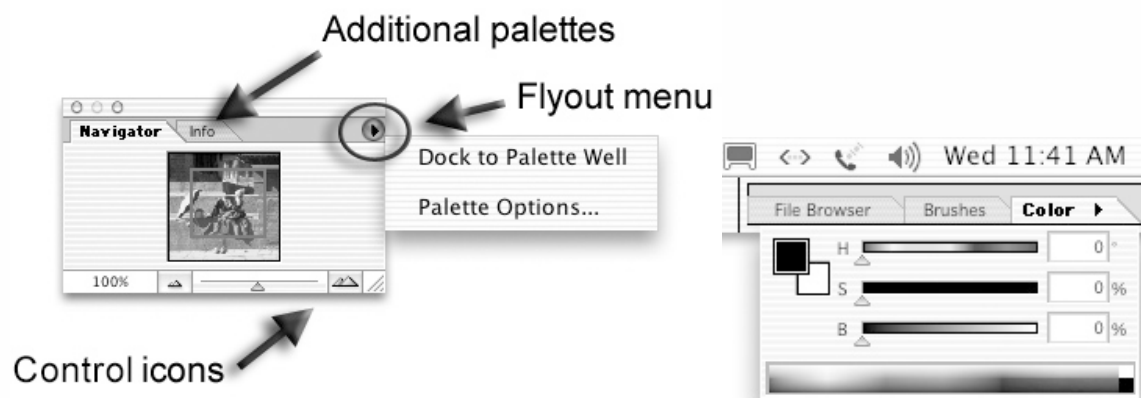 Additional palettes
Flyout menu
Navigator Info
Dock to Palette Well
Palette Options...
100%
Control icons
Wed 11:41 AM
File Browser Brushes Color
H 0 °
S 0 %
B 0 %